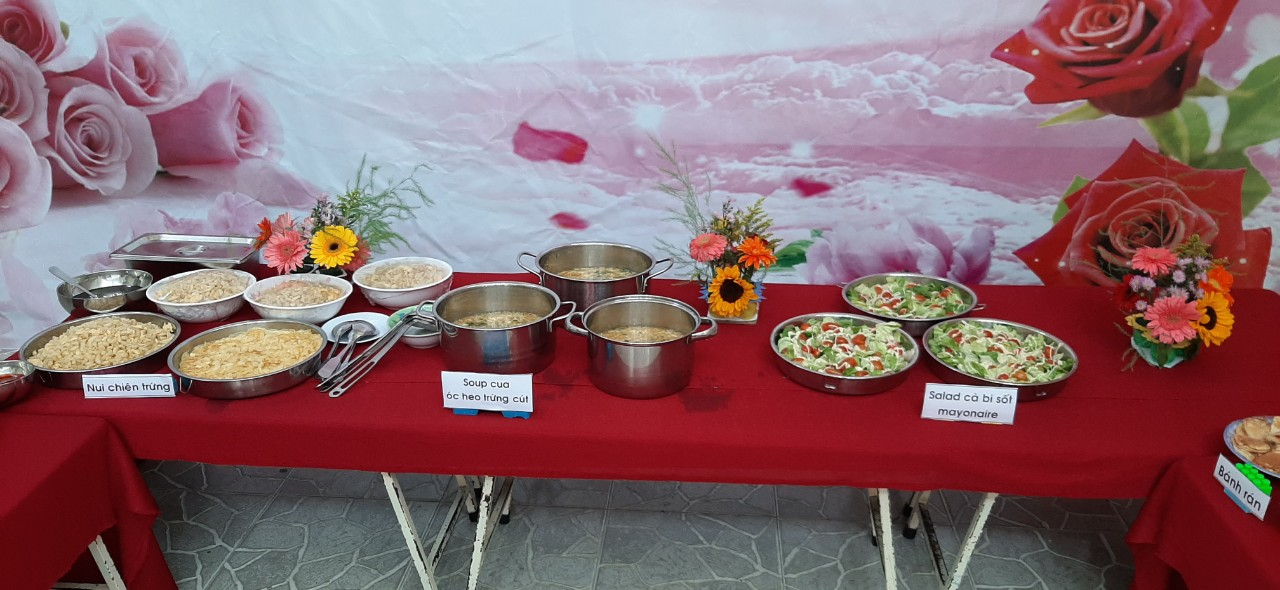 Nui chiên trứng
Soup cua
óc heo trứng cút
Salad cà bi sốt
mayonaire
Bánh rán